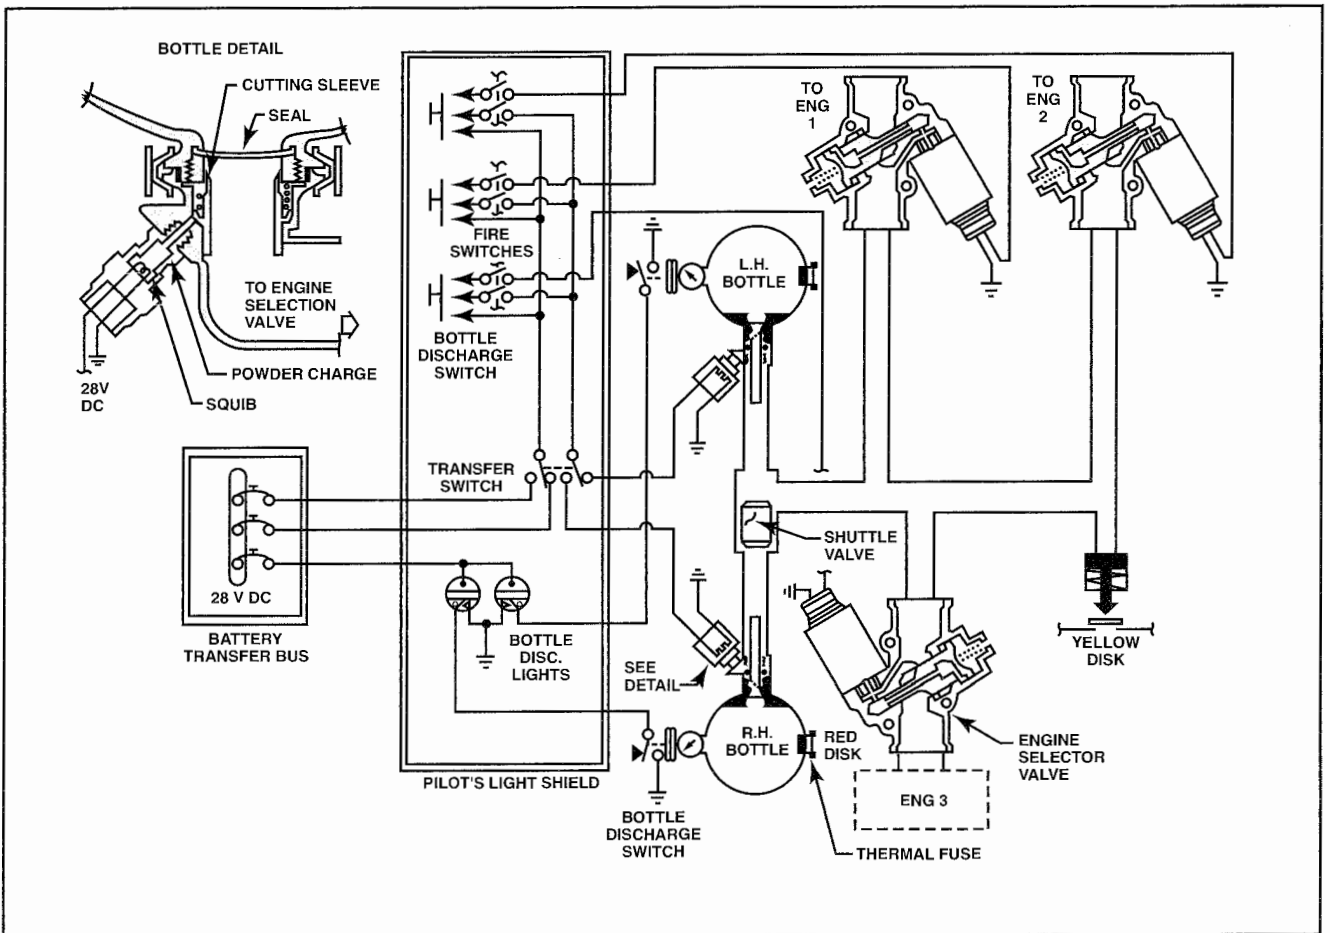 BOTTLE DETAIL
CUTTING SLEEVE
SEAL
TO ENGINE
SELECTION
VALVE
POWDER CHARGE
SQUIB
28V
DC
FIRE
SWITCHES
BOTTLE
DISCHARGE
SWITCH
TRANSFER
SWITCH
28 V DC
BATTERY
TRANSFER BUS
BOTTLE
DISC.
LIGHTS
PILOT'S LIGHT SHIELD
TO
ENG
1
TO
ENG
2
L.H.
BOTTLE
SHUTTLE
VALVE
SEE
DETAIL
R.H.
BOTTLE
RED
DISK
BOTTLE
DISCHARGE
SWITCH
THERMAL FUSE
YELLOW
DISK
ENGINE
SELECTOR
VALVE
ENG 3